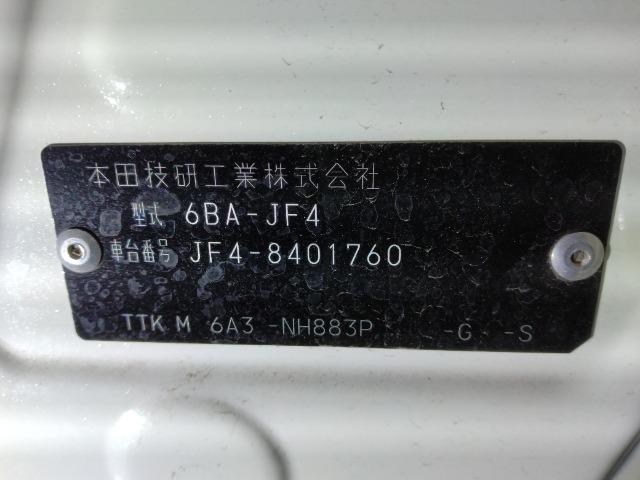 本田技研工業株式会社
型式 6BA-JF4
車台番号 JF4-8401760
TTK M 6A3 -NH883P -G -S